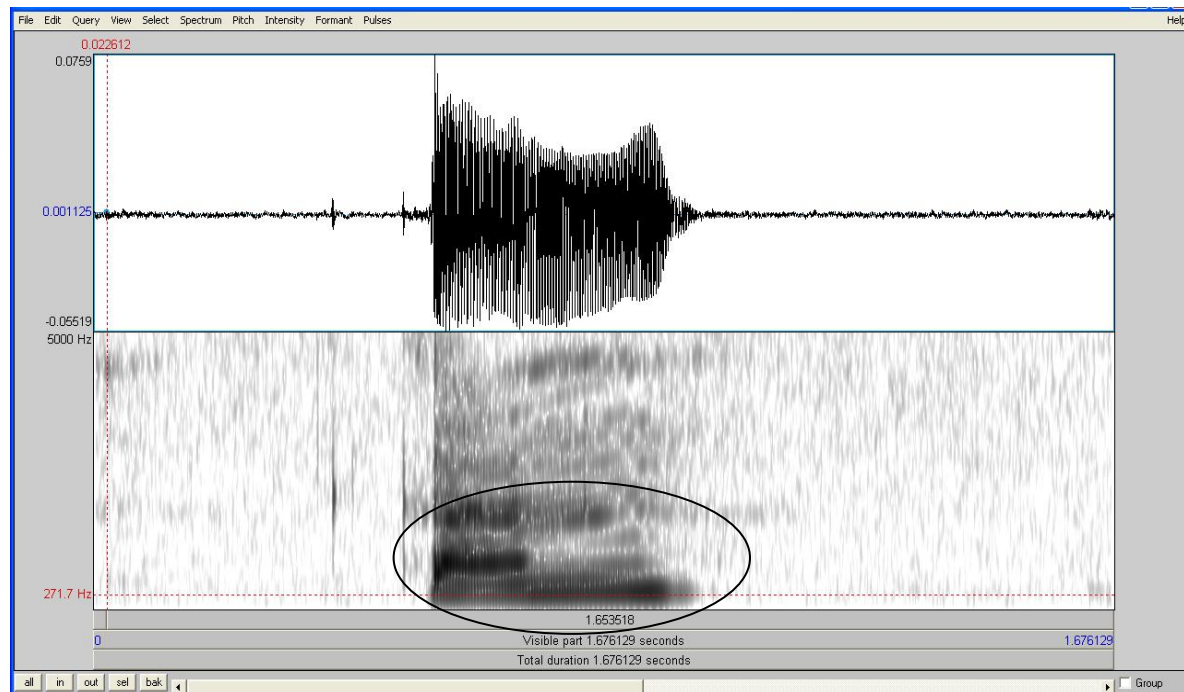 File Edit Query View Select Spectrum Pitch Intensity Formant Pulses Help
0.022612
0.0759
0.001125
-0.05519
5000 Hz
271.7 Hz
1.653518
0 Visible part 1.676129 seconds 1.676129
Total duration 1.676129 seconds
all in out sel bak Group